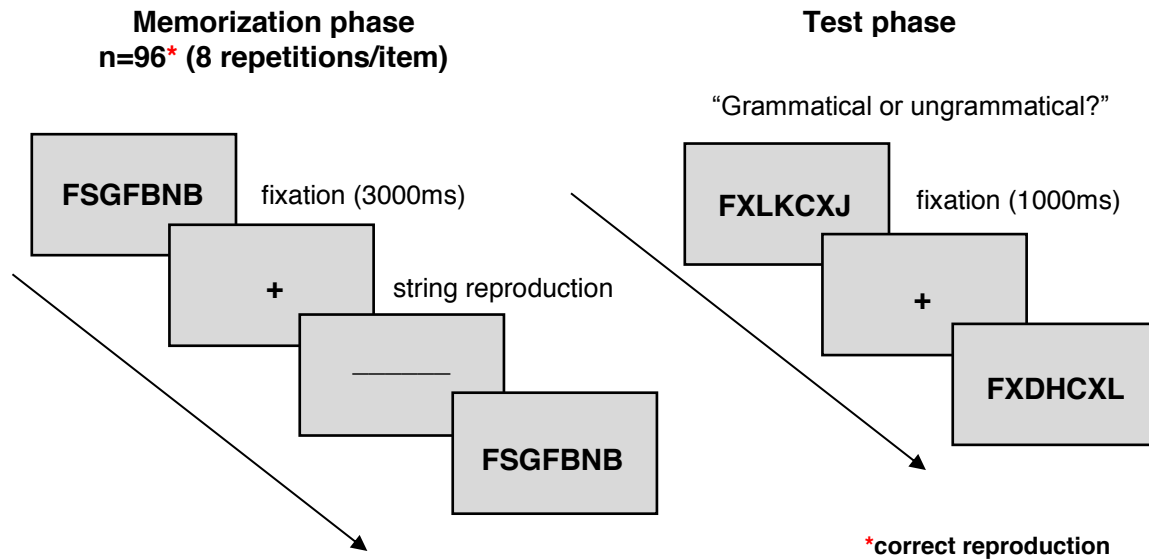 Memorization phase
n=96* (8 repetitions/item)
FSGFBNB
fixation (3000ms)
+
string reproduction
_______
FSGFBNB
Test phase
“Grammatical or ungrammatical?”
FXLKCXJ
fixation (1000ms)
+
FXDHCXL
*correct reproduction